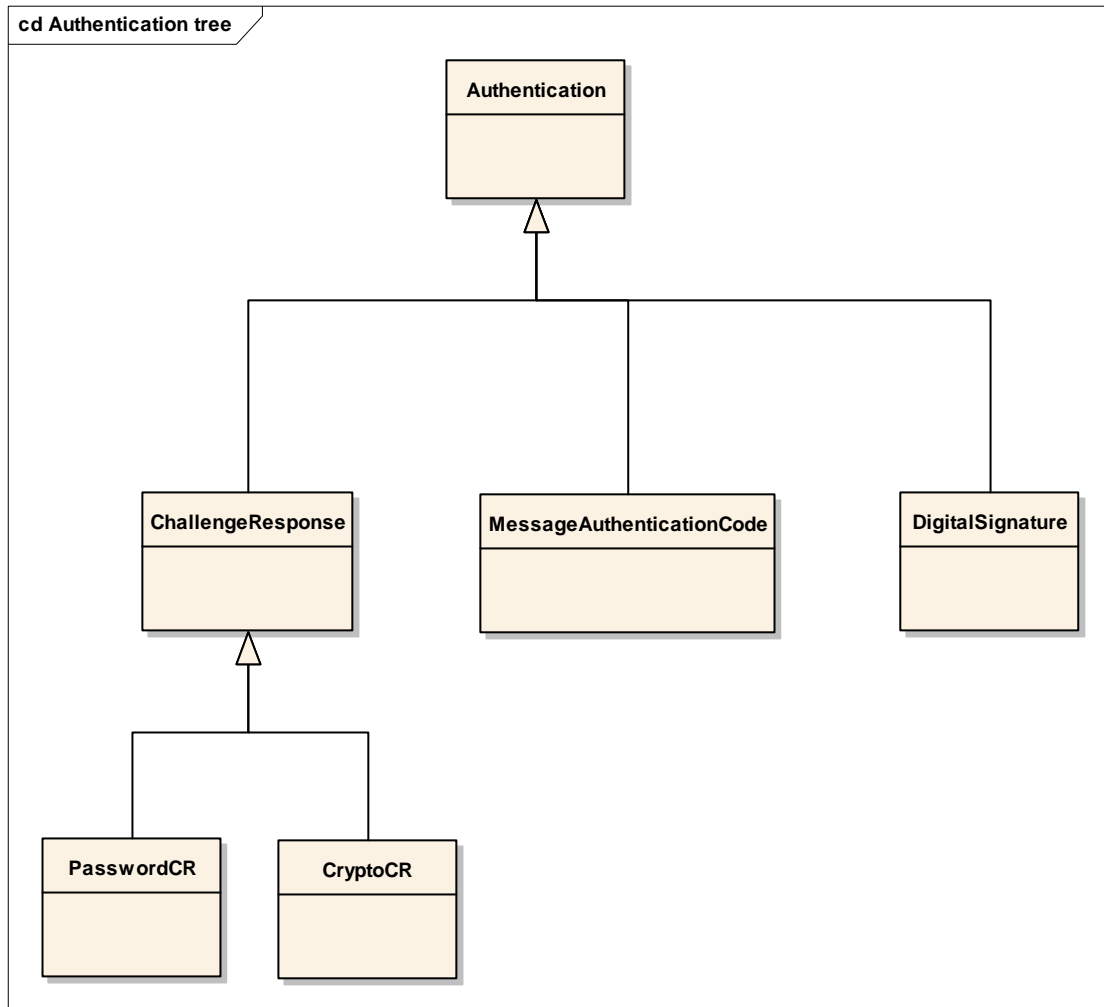 cd Authentication tree
Authentication
ChallengeResponse
MessageAuthenticationCode
DigitalSignature
PasswordCR
CryptoCR